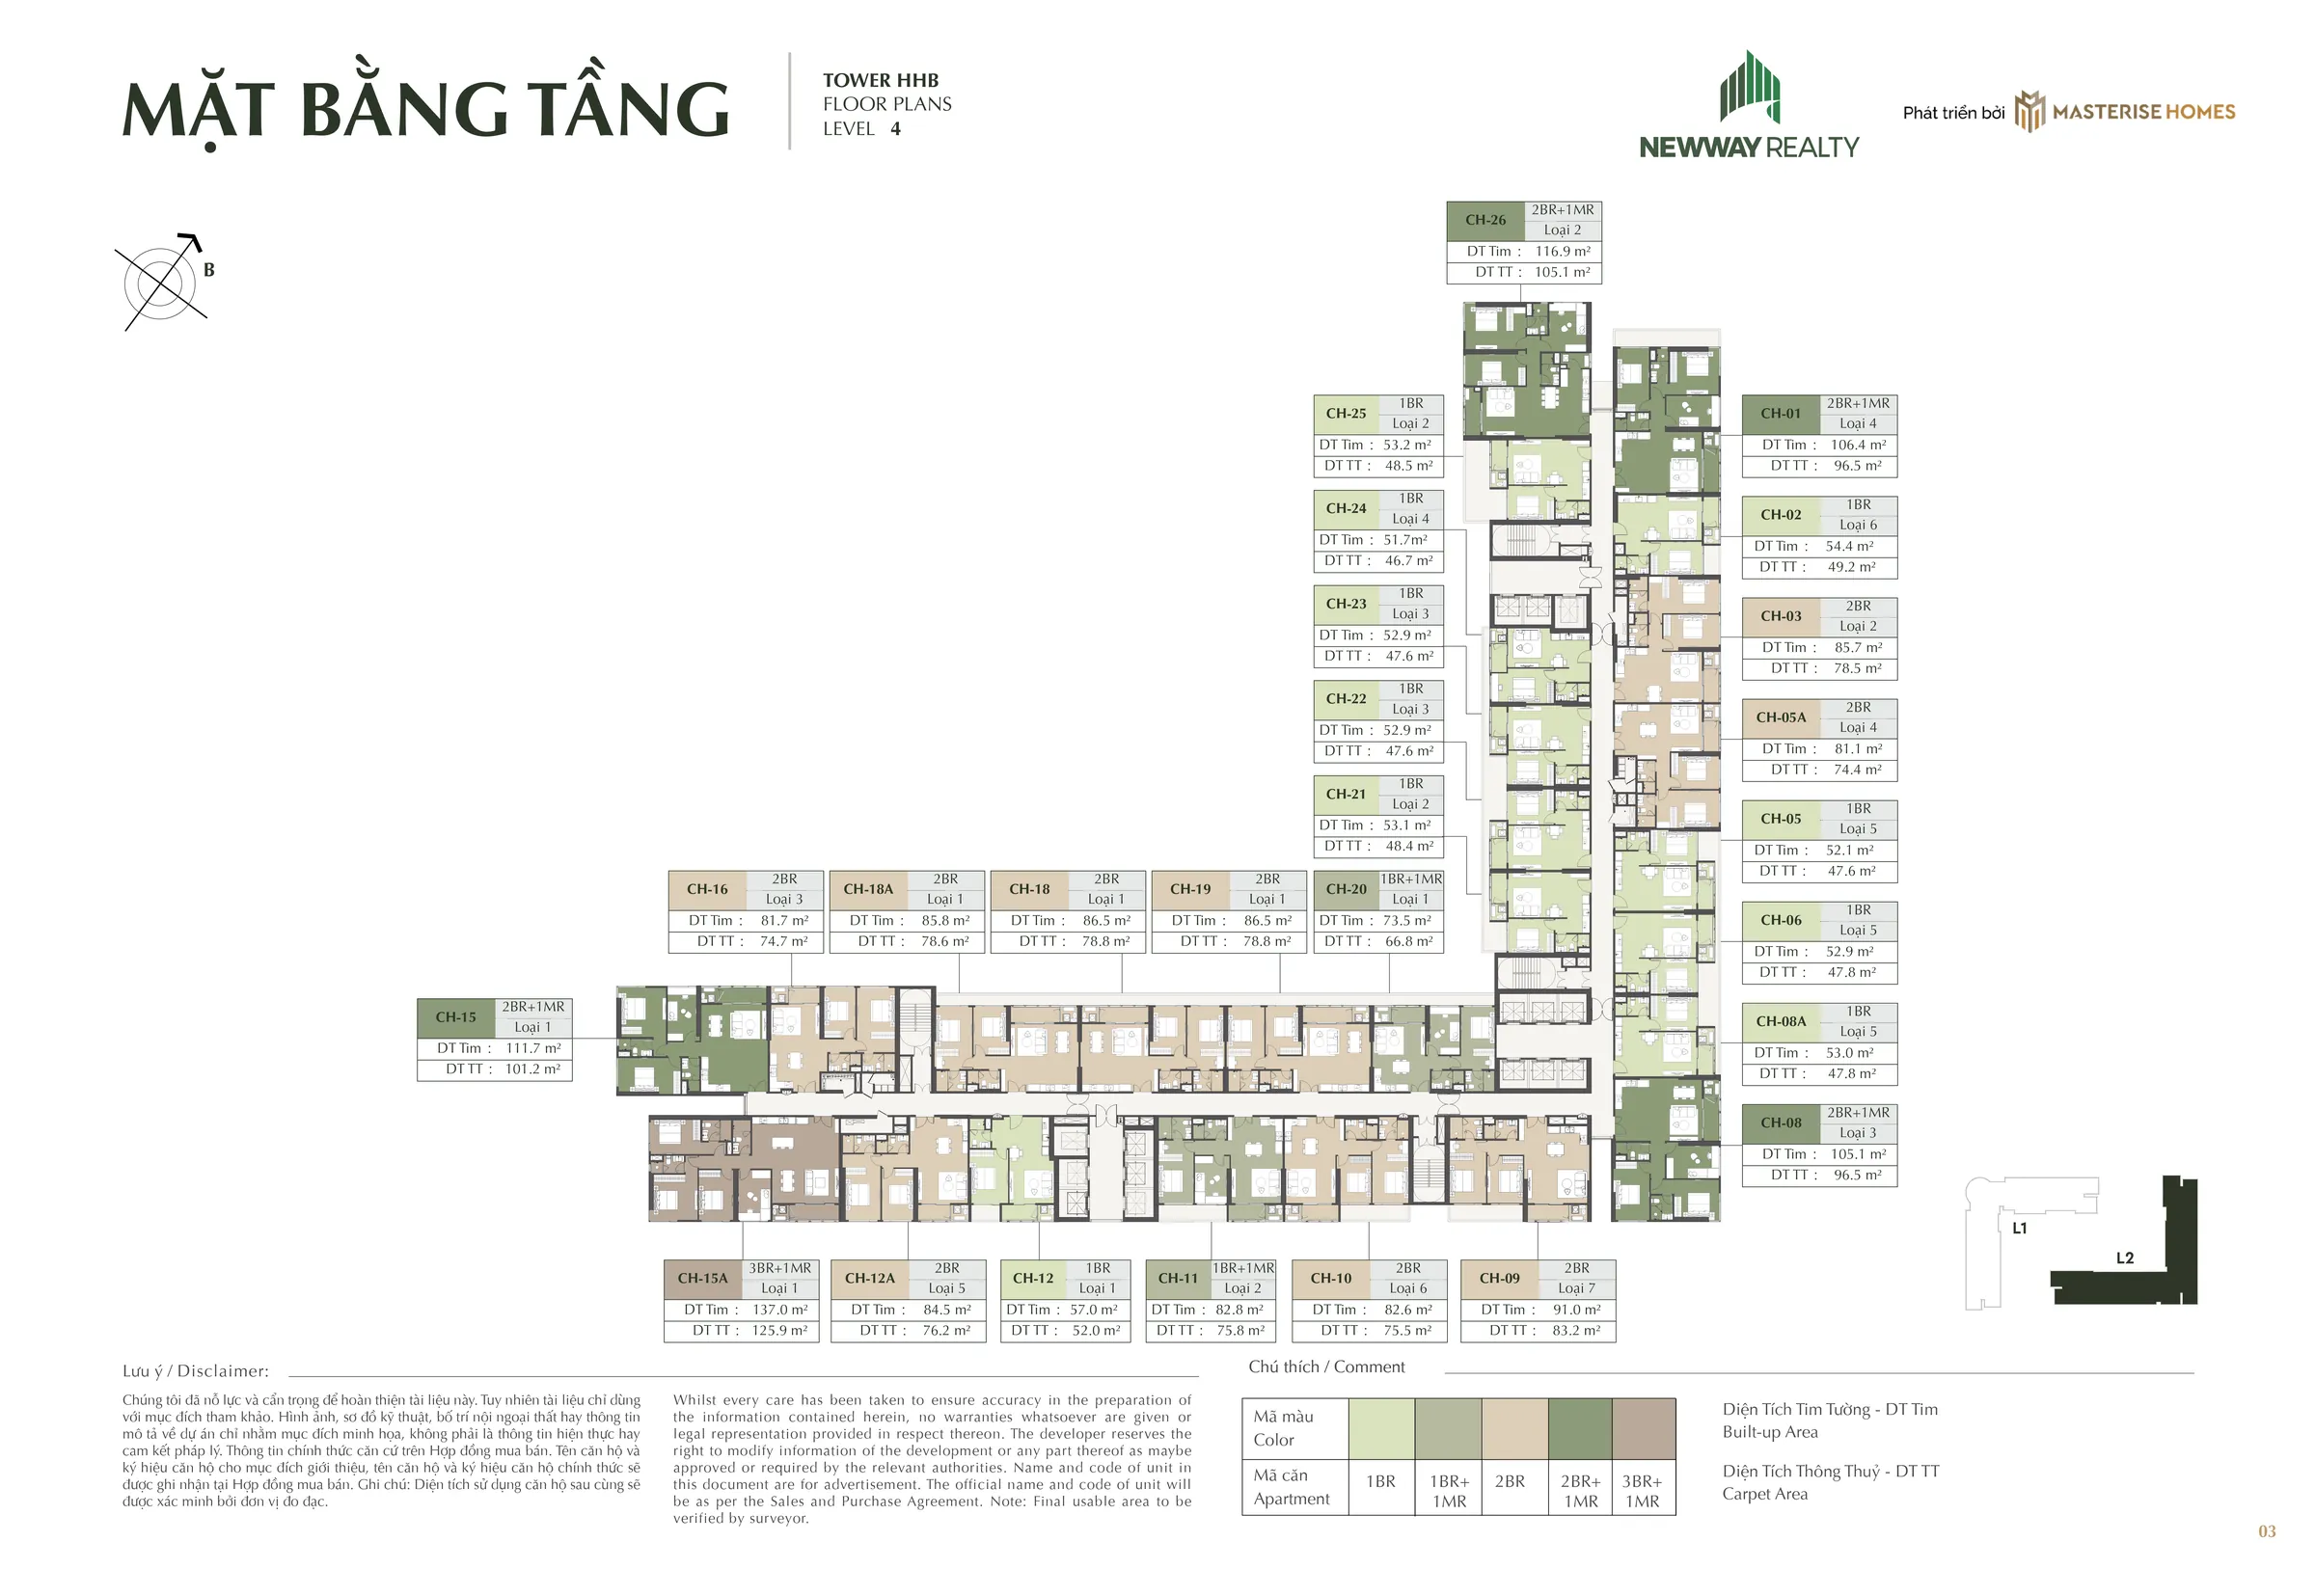 MẶT BẰNG TẦNG
TOWER HHB
FLOOR PLANS
LEVEL 4
NEWWAY REALTY
Phát triển bởi MASTERISE HOMES
B
CH-26
2BR+1MR
Loại 2
DT Tim : 116.9 m²
DT TT : 105.1 m²
CH-25
1BR
Loại 2
DT Tim : 53.2 m²
DT TT : 48.5 m²
CH-24
1BR
Loại 4
DT Tim : 51.7m²
DT TT : 46.7 m²
CH-23
1BR
Loại 3
DT Tim : 52.9 m²
DT TT : 47.6 m²
CH-22
1BR
Loại 3
DT Tim : 52.9 m²
DT TT : 47.6 m²
CH-21
1BR
Loại 2
DT Tim : 53.1 m²
DT TT : 48.4 m²
CH-01
2BR+1MR
Loại 4
DT Tim : 106.4 m²
DT TT : 96.5 m²
CH-02
1BR
Loại 6
DT Tim : 54.4 m²
DT TT : 49.2 m²
CH-03
2BR
Loại 2
DT Tim : 85.7 m²
DT TT : 78.5 m²
CH-05A
2BR
Loại 4
DT Tim : 81.1 m²
DT TT : 74.4 m²
CH-05
1BR
Loại 5
DT Tim : 52.1 m²
DT TT : 47.6 m²
CH-06
1BR
Loại 5
DT Tim : 52.9 m²
DT TT : 47.8 m²
CH-08A
1BR
Loại 5
DT Tim : 53.0 m²
DT TT : 47.8 m²
CH-08
2BR+1MR
Loại 3
DT Tim : 105.1 m²
DT TT : 96.5 m²
CH-16
2BR
Loại 3
DT Tim : 81.7 m²
DT TT : 74.7 m²
CH-18A
2BR
Loại 1
DT Tim : 85.8 m²
DT TT : 78.6 m²
CH-18
2BR
Loại 1
DT Tim : 86.5 m²
DT TT : 78.8 m²
CH-19
2BR
Loại 1
DT Tim : 86.5 m²
DT TT : 78.8 m²
CH-20
1BR+1MR
Loại 1
DT Tim : 73.5 m²
DT TT : 66.8 m²
CH-15
2BR+1MR
Loại 1
DT Tim : 111.7 m²
DT TT : 101.2 m²
CH-15A
3BR+1MR
Loại 1
DT Tim : 137.0 m²
DT TT : 125.9 m²
CH-12A
2BR
Loại 5
DT Tim : 84.5 m²
DT TT : 76.2 m²
CH-12
1BR
Loại 1
DT Tim : 57.0 m²
DT TT : 52.0 m²
CH-11
1BR+1MR
Loại 2
DT Tim : 82.8 m²
DT TT : 75.8 m²
CH-10
2BR
Loại 6
DT Tim : 82.6 m²
DT TT : 75.5 m²
CH-09
2BR
Loại 7
DT Tim : 91.0 m²
DT TT : 83.2 m²
L1
L2
Lưu ý / Disclaimer:
Chúng tôi đã nỗ lực và cẩn trọng để hoàn thiện tài liệu này. Tuy nhiên tài liệu chỉ dùng
với mục đích tham khảo. Hình ảnh, sơ đồ kỹ thuật, bố trí nội ngoại thất hay thông tin
mô tả về dự án chỉ nhằm mục đích minh họa, không phải là thông tin hiện thực hay
cam kết pháp lý. Thông tin chính thức căn cứ trên Hợp đồng mua bán. Tên căn hộ và
ký hiệu căn hộ cho mục đích giới thiệu, tên căn hộ và ký hiệu căn hộ chính thức sẽ
được ghi nhận tại Hợp đồng mua bán. Ghi chú: Diện tích sử dụng căn hộ sau cùng sẽ
được xác minh bởi đơn vị đo đạc.
Whilst every care has been taken to ensure accuracy in the preparation of
the information contained herein, no warranties whatsoever are given or
legal representation provided in respect thereon. The developer reserves the
right to modify information of the development or any part thereof as maybe
approved or required by the relevant authorities. Name and code of unit in
this document are for advertisement. The official name and code of unit will
be as per the Sales and Purchase Agreement. Note: Final usable area to be
verified by surveyor.
Chú thích / Comment
Mã màu
Color
Mã căn
Apartment
1BR
1BR+
1MR
2BR
2BR+
1MR
3BR+
1MR
Diện Tích Tim Tường - DT Tim
Built-up Area
Diện Tích Thông Thuỷ - DT TT
Carpet Area
03